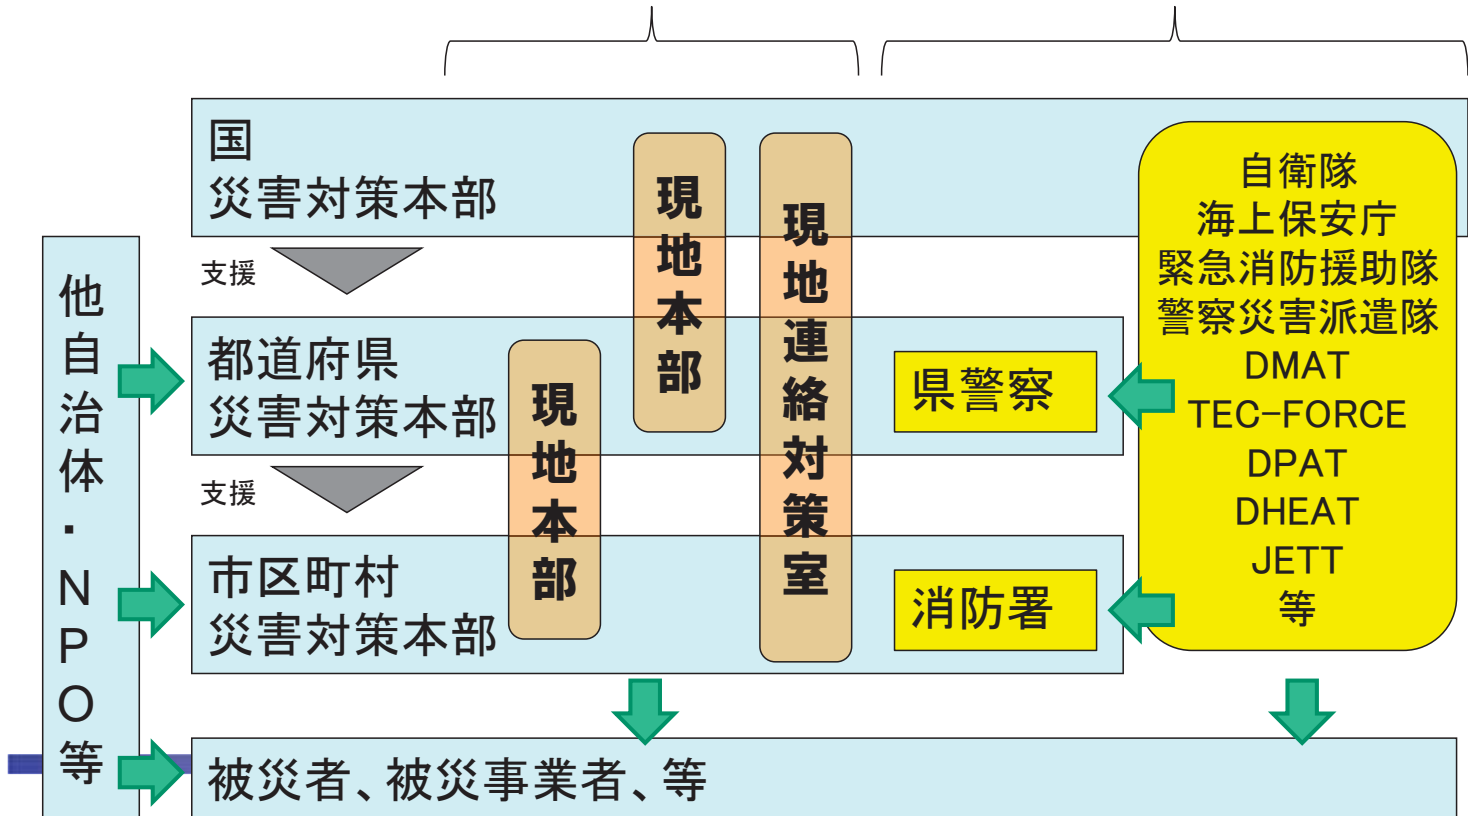 国
災害対策本部
支援
都道府県
災害対策本部
支援
市区町村
災害対策本部
被災者、被災事業者、等
他自治体・NPO等
現地本部
現地本部
現地連絡対策室
県警察
消防署
自衛隊
海上保安庁
緊急消防援助隊
警察災害派遣隊
DMAT
TEC-FORCE
DPAT
DHEAT
JETT
等